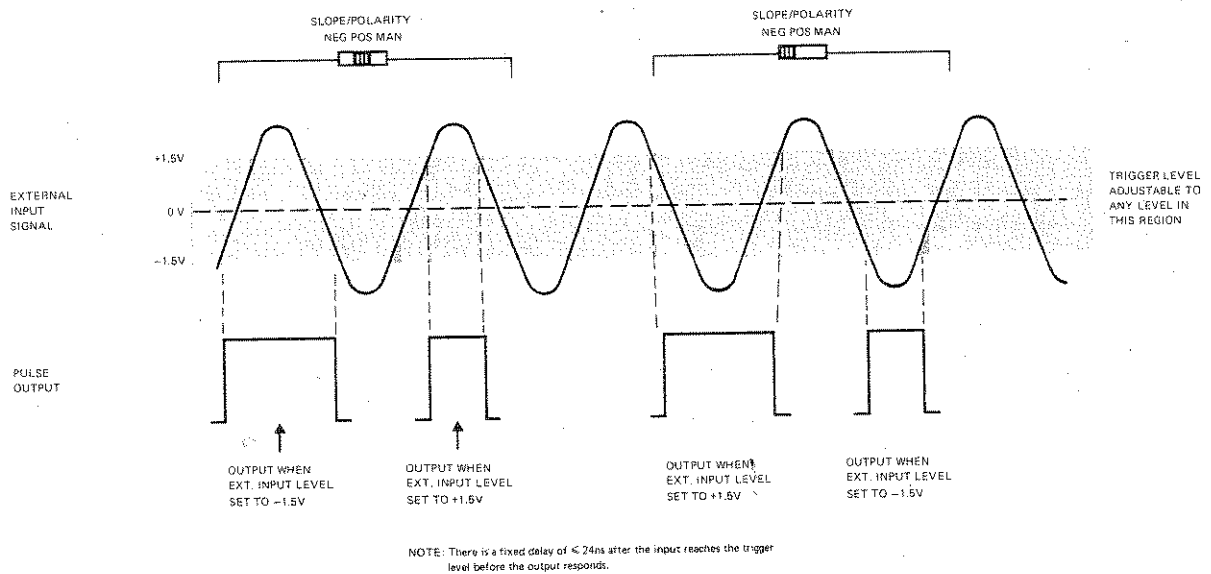 SLOPE/POLARITY
NEG POS MAN
SLOPE/POLARITY
NEG POS MAN
+1.5V
0 V
−1.5V
EXTERNAL
INPUT
SIGNAL
TRIGGER LEVEL
ADJUSTABLE TO
ANY LEVEL IN
THIS REGION
PULSE
OUTPUT
OUTPUT WHEN
EXT. INPUT LEVEL
SET TO −1.5V
OUTPUT WHEN
EXT. INPUT LEVEL
SET TO +1.5V
OUTPUT WHEN
EXT. INPUT LEVEL
SET TO +1.5V
OUTPUT WHEN
EXT. INPUT LEVEL
SET TO −1.5V
NOTE: There is a fixed delay of ≤ 24ns after the input reaches the trigger
level before the output responds.